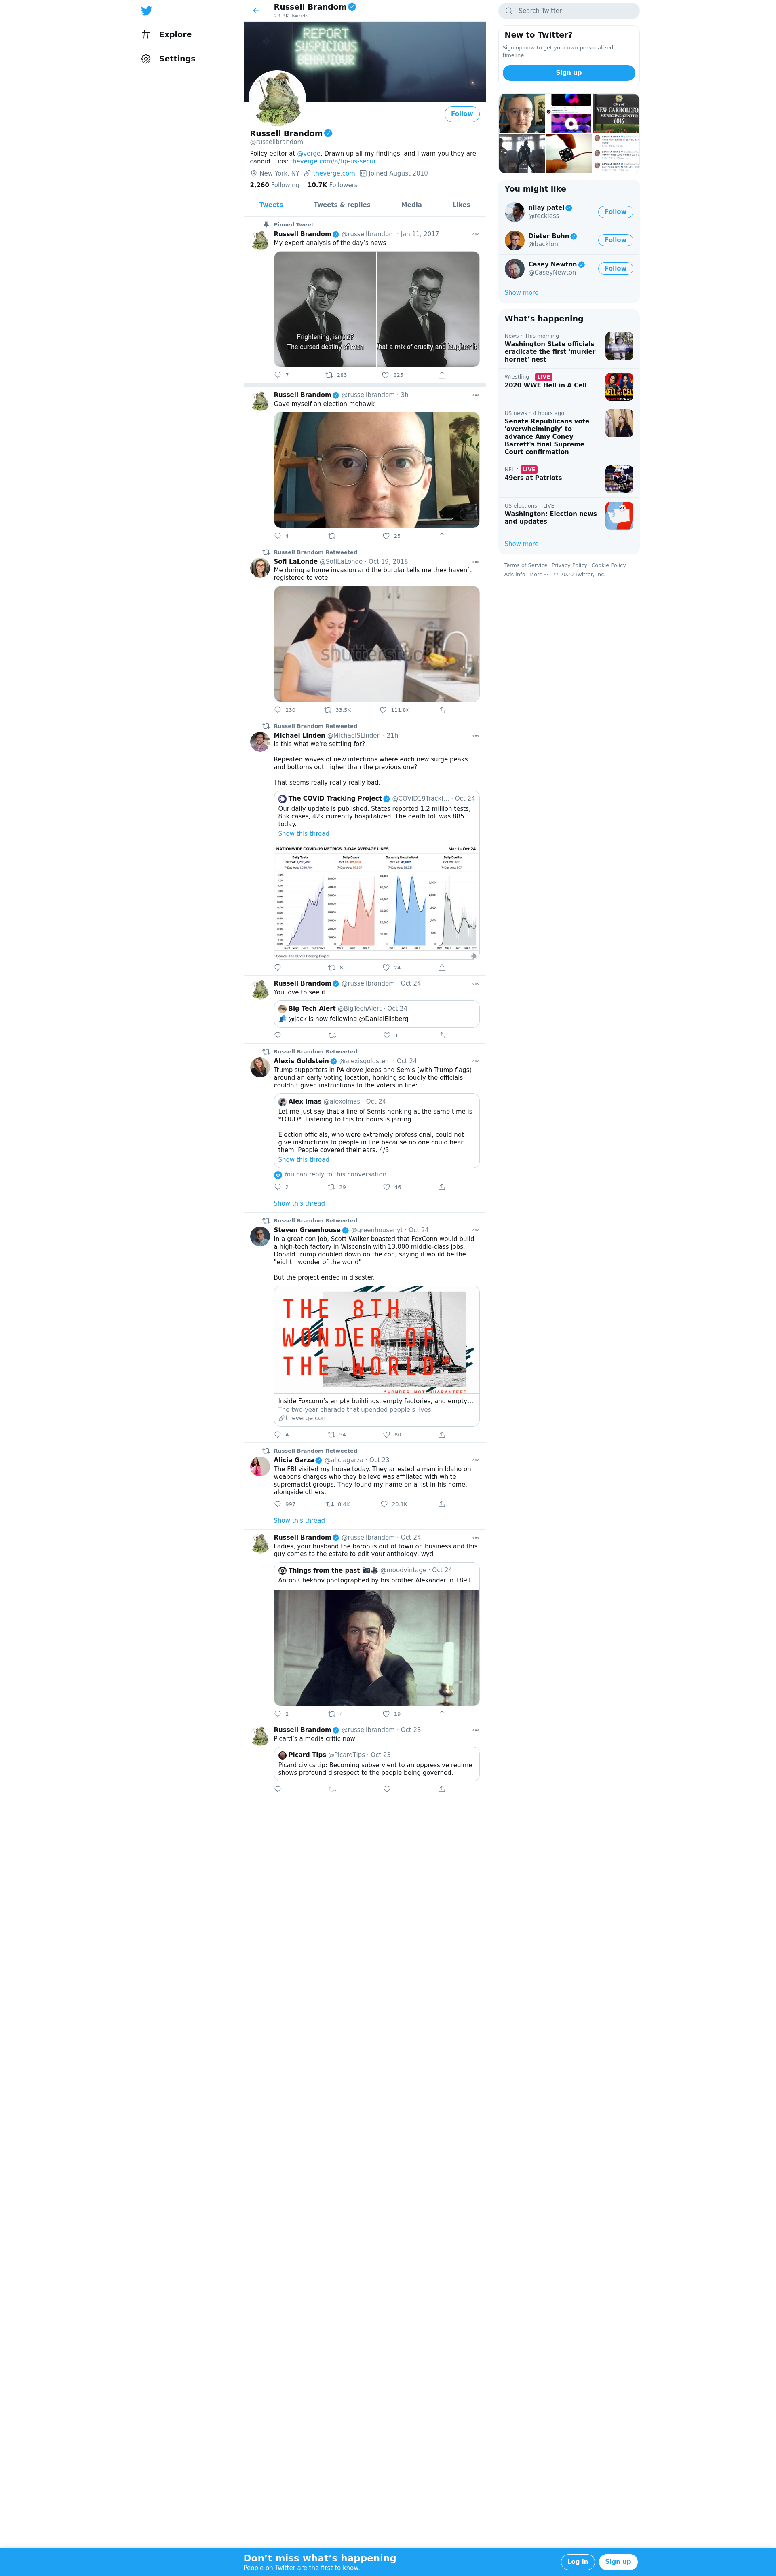 Explore
Settings
Russell Brandom
23.9K Tweets
REPORT
SUSPICIOUS
BEHAVIOUR
Follow
Russell Brandom
@russellbrandom
Policy editor at @verge. Drawn up all my findings, and I warn you they are
candid. Tips: theverge.com/a/tip-us-secur…
New York, NY theverge.com Joined August 2010
2,260 Following 10.7K Followers
Tweets Tweets & replies Media Likes
Pinned Tweet
Russell Brandom @russellbrandom · Jan 11, 2017
My expert analysis of the day's news
Frightening, isn't it?
The cursed destiny of man
that a mix of cruelty and laughter it
7 283 825
Russell Brandom @russellbrandom · 3h
Gave myself an election mohawk
4 25
Russell Brandom Retweeted
Sofi LaLonde @SofiLaLonde · Oct 19, 2018
Me during a home invasion and the burglar tells me they haven't
registered to vote
shutterstock
230 33.5K 111.8K
Russell Brandom Retweeted
Michael Linden @MichaelSLinden · 21h
Is this what we're settling for?
Repeated waves of new infections where each new surge peaks
and bottoms out higher than the previous one?
That seems really really really bad.
The COVID Tracking Project @COVID19Tracki… · Oct 24
Our daily update is published. States reported 1.2 million tests,
83k cases, 42k currently hospitalized. The death toll was 885
today.
Show this thread
NATIONWIDE COVID-19 METRICS. 7-DAY AVERAGE LINES Mar 1 - Oct 24
Daily Tests Daily Cases Currently Hospitalized Daily Deaths
Source: The COVID Tracking Project
8 24
Russell Brandom @russellbrandom · Oct 24
You love to see it
Big Tech Alert @BigTechAlert · Oct 24
@jack is now following @DanielEllsberg
1
Russell Brandom Retweeted
Alexis Goldstein @alexisgoldstein · Oct 24
Trump supporters in PA drove jeeps and Semis (with Trump flags)
around an early voting location, honking so loudly the officials
couldn't given instructions to the voters in line:
Alex Imas @alexoimas · Oct 24
Let me just say that a line of Semis honking at the same time is
*LOUD*. Listening to this for hours is jarring.
Election officials, who were extremely professional, could not
give instructions to people in line because no one could hear
them. People covered their ears. 4/5
Show this thread
You can reply to this conversation
2 29 46
Show this thread
Russell Brandom Retweeted
Steven Greenhouse @greenhousenyt · Oct 24
In a great con job, Scott Walker boasted that FoxConn would build
a high-tech factory in Wisconsin with 13,000 middle-class jobs.
Donald Trump doubled down on the con, saying it would be the
"eighth wonder of the world"
But the project ended in disaster.
THE 8TH
WONDER OF
THE WORLD*
*WONDER NOT GUARANTEED
Inside Foxconn's empty buildings, empty factories, and empty…
The two-year charade that upended people's lives
theverge.com
4 54 80
Russell Brandom Retweeted
Alicia Garza @aliciagarza · Oct 23
The FBI visited my house today. They arrested a man in Idaho on
weapons charges who they believe was affiliated with white
supremacist groups. They found my name on a list in his home,
alongside others.
997 8.4K 20.1K
Show this thread
Russell Brandom @russellbrandom · Oct 24
Ladies, your husband the baron is out of town on business and this
guy comes to the estate to edit your anthology, wyd
Things from the past @moodvintage · Oct 24
Anton Chekhov photographed by his brother Alexander in 1891.
2 4 19
Russell Brandom @russellbrandom · Oct 23
Picard's a media critic now
Picard Tips @PicardTips · Oct 23
Picard civics tip: Becoming subservient to an oppressive regime
shows profound disrespect to the people being governed.
Search Twitter
New to Twitter?
Sign up now to get your own personalized
timeline!
Sign up
CITY OF
NEW CARROLLTON
MUNICIPAL CENTER
6016
You might like
nilay patel
@reckless
Follow
Dieter Bohn
@backlon
Follow
Casey Newton
@CaseyNewton
Follow
Show more
What's happening
News · This morning
Washington State officials
eradicate the first 'murder
hornet' nest
Wrestling · LIVE
2020 WWE Hell in A Cell
HELL IN A CELL
US news · 4 hours ago
Senate Republicans vote
'overwhelmingly' to
advance Amy Coney
Barrett's final Supreme
Court confirmation
NFL · LIVE
49ers at Patriots
US elections · LIVE
Washington: Election news
and updates
Show more
Terms of Service Privacy Policy Cookie Policy
Ads info More © 2020 Twitter, Inc.
Don't miss what's happening
People on Twitter are the first to know.
Log in
Sign up